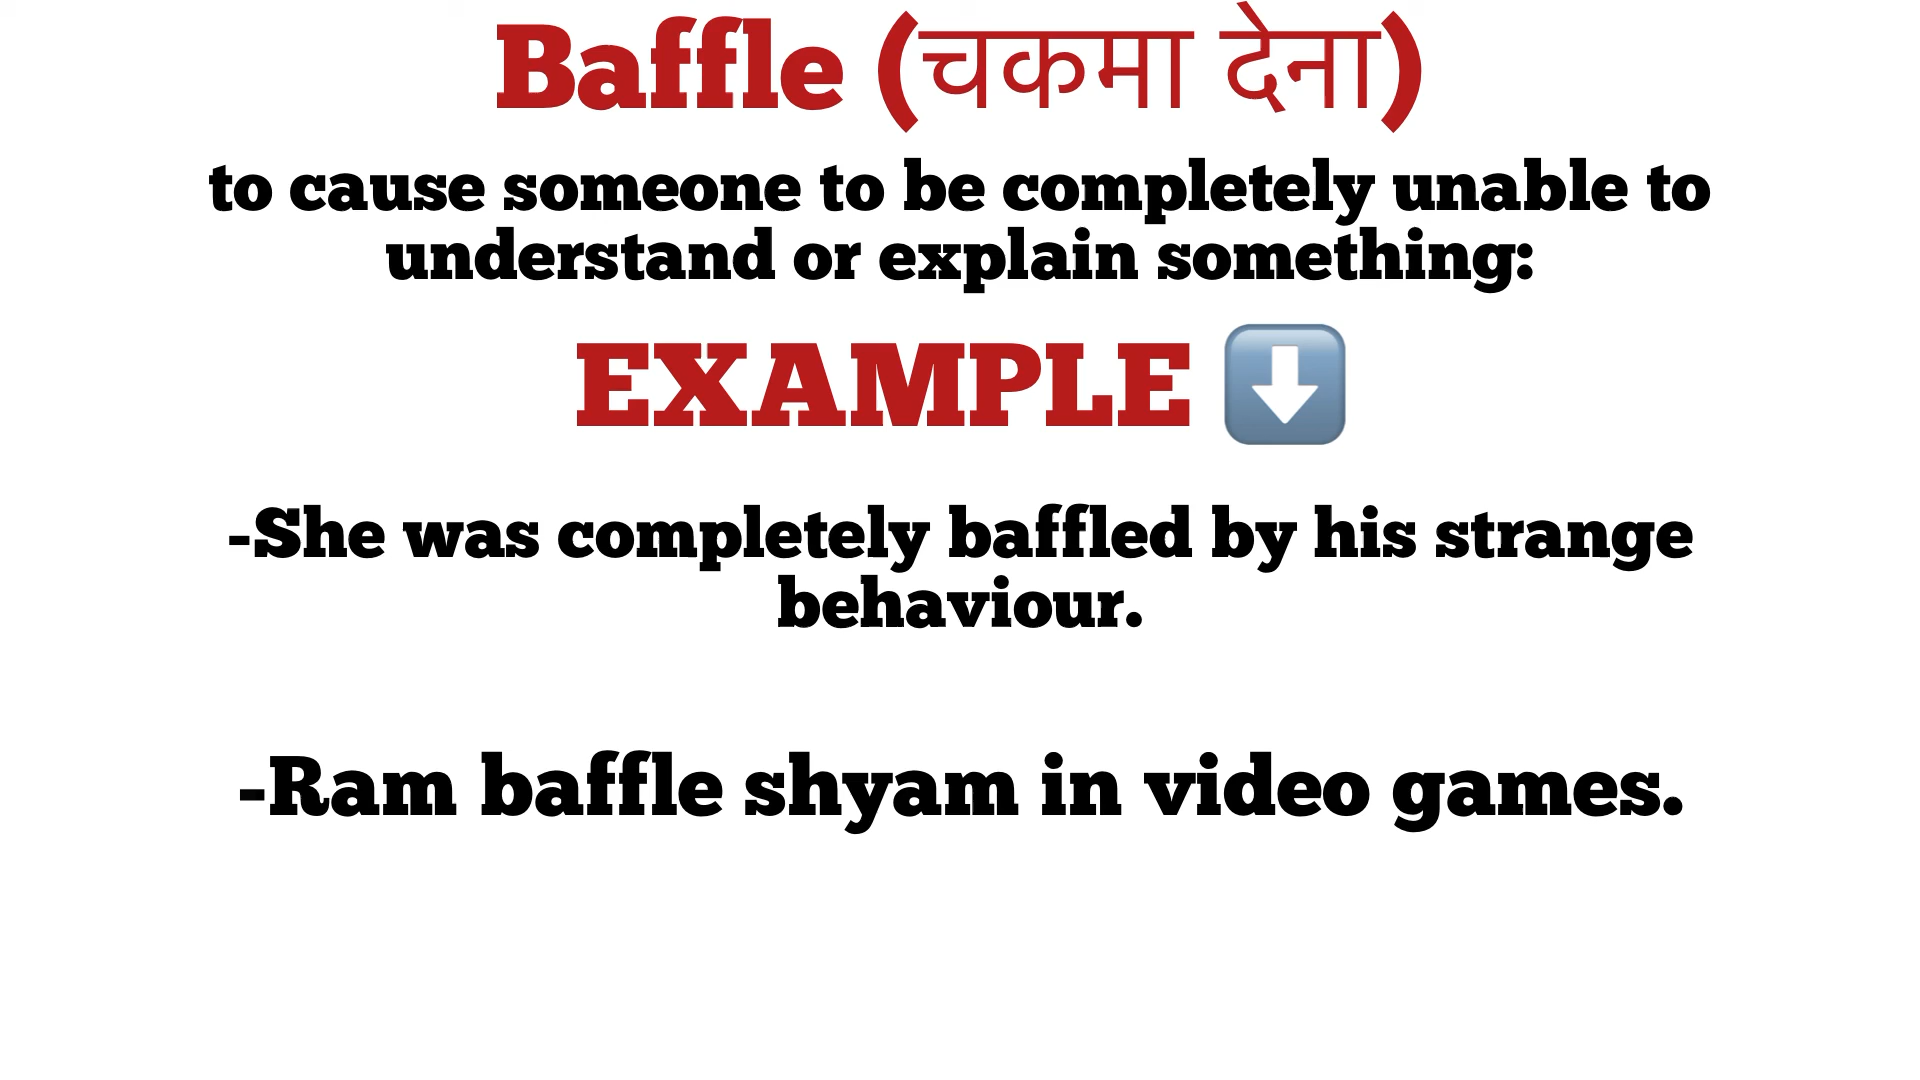 Baffle (चकमा देना)
to cause someone to be completely unable to
understand or explain something:
EXAMPLE ⬇️
-She was completely baffled by his strange
behaviour.
-Ram baffle shyam in video games.